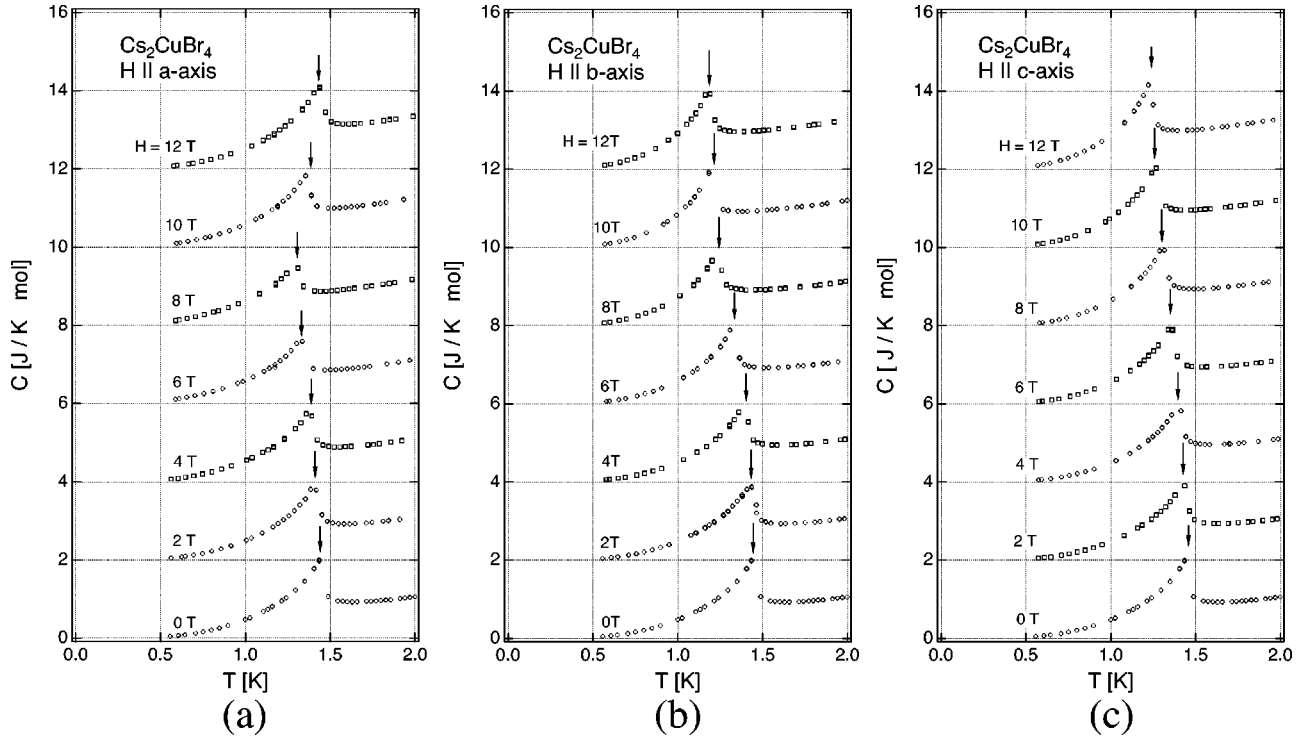 16
14
12
10
8
6
4
2
0
C [J / K mol]
Cs₂CuBr₄
H || a-axis
H = 12 T
10 T
8 T
6 T
4 T
2 T
0 T
0.0 0.5 1.0 1.5 2.0
T [K]
(a)
16
14
12
10
8
6
4
2
0
C [J / K mol]
Cs₂CuBr₄
H || b-axis
H = 12T
10T
8T
6T
4T
2T
0T
0.0 0.5 1.0 1.5 2.0
T [K]
(b)
16
14
12
10
8
6
4
2
0
C [J / K mol]
Cs₂CuBr₄
H || c-axis
H = 12 T
10 T
8 T
6 T
4 T
2 T
0 T
0.0 0.5 1.0 1.5 2.0
T [K]
(c)